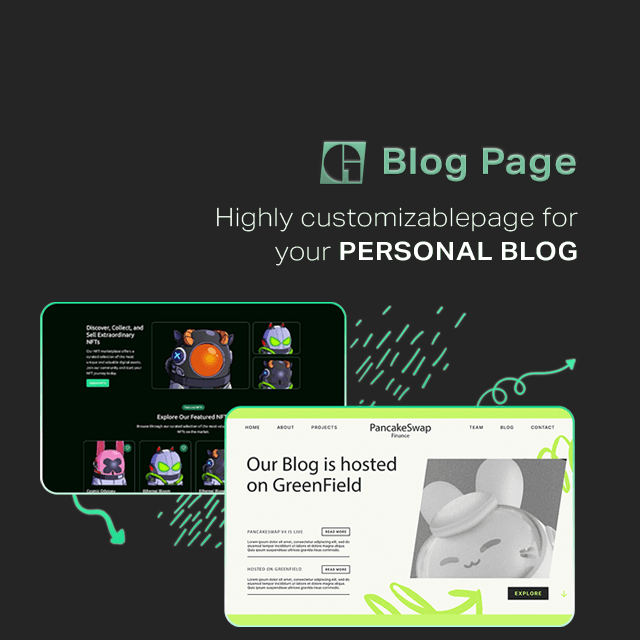 Blog Page
Highly customizablepage for
your PERSONAL BLOG
Discover, Collect, and
Sell Extraordinary
NFTs
Our NFT marketplace offers a
curated selection of the most
unique and valuable digital assets.
Join our community and start your
NFT journey today.
Explore Our Featured NFT
Browse through our curated selection of the most valua
NFTs on the market.
Cosmic Odyssey
Ethereal Bloom
HOME ABOUT PROJECTS PancakeSwap TEAM BLOG CONTACT
Finance
Our Blog is hosted
on GreenField
PANCAKESWAP V4 IS LIVE READ MORE
Lorem ipsum dolor sit amet, consectetur adipiscing elit, sed do
eiusmod tempor incididunt ut labore et dolore magna aliqua.
Quis ipsum suspendisse ultrices gravida risus commodo.
HOSTED ON GREENFIELD READ MORE
Lorem ipsum dolor sit amet, consectetur adipiscing elit, sed do
eiusmod tempor incididunt ut labore et dolore magna aliqua.
Quis ipsum suspendisse ultrices gravida risus commodo.
EXPLORE